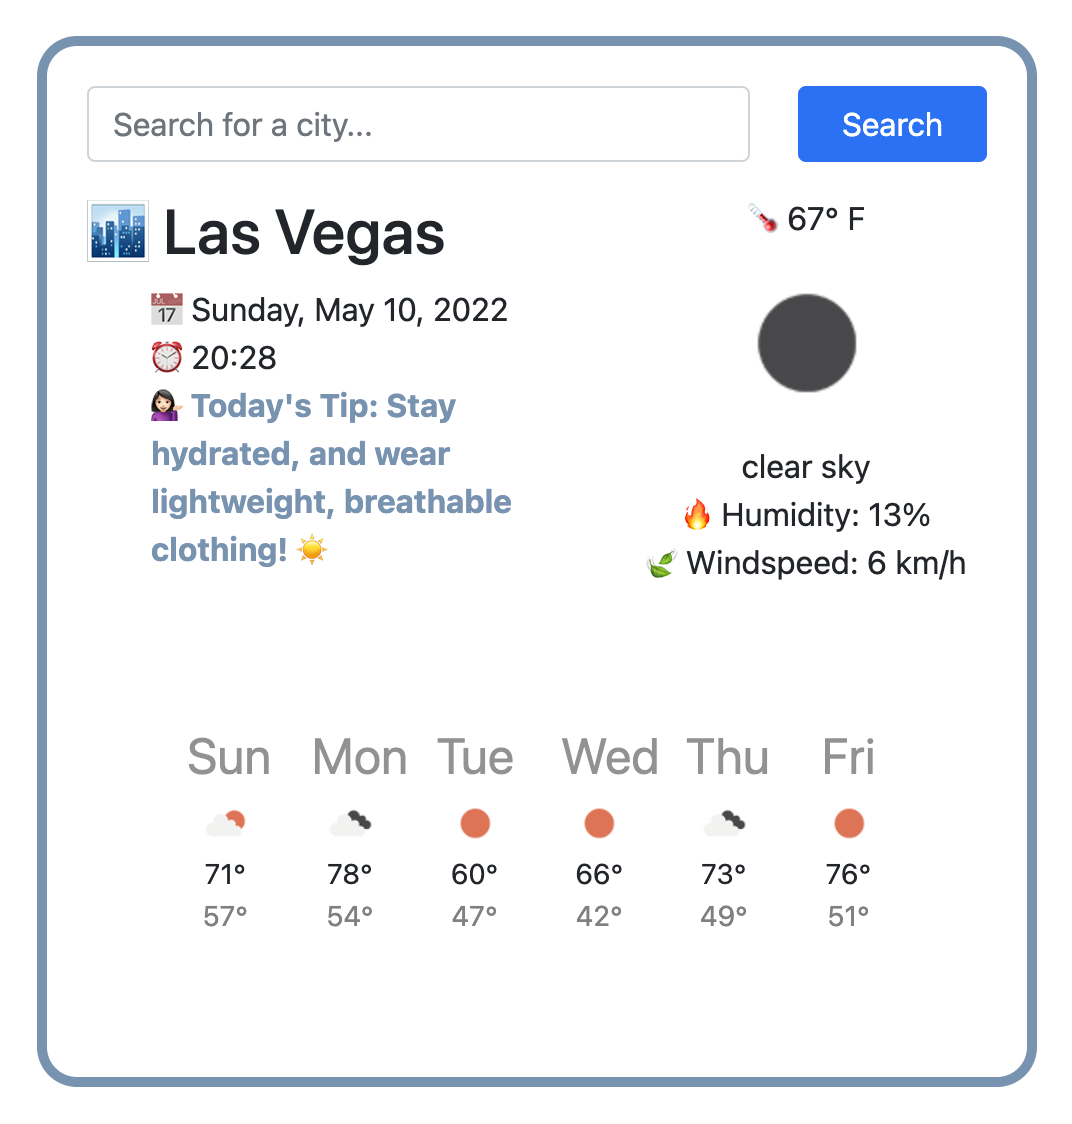 Search for a city...
Search
Las Vegas
🌡️ 67° F
Sunday, May 10, 2022
20:28
Today's Tip: Stay
hydrated, and wear
lightweight, breathable
clothing!
clear sky
Humidity: 13%
Windspeed: 6 km/h
Sun Mon Tue Wed Thu Fri
71° 78° 60° 66° 73° 76°
57° 54° 47° 42° 49° 51°